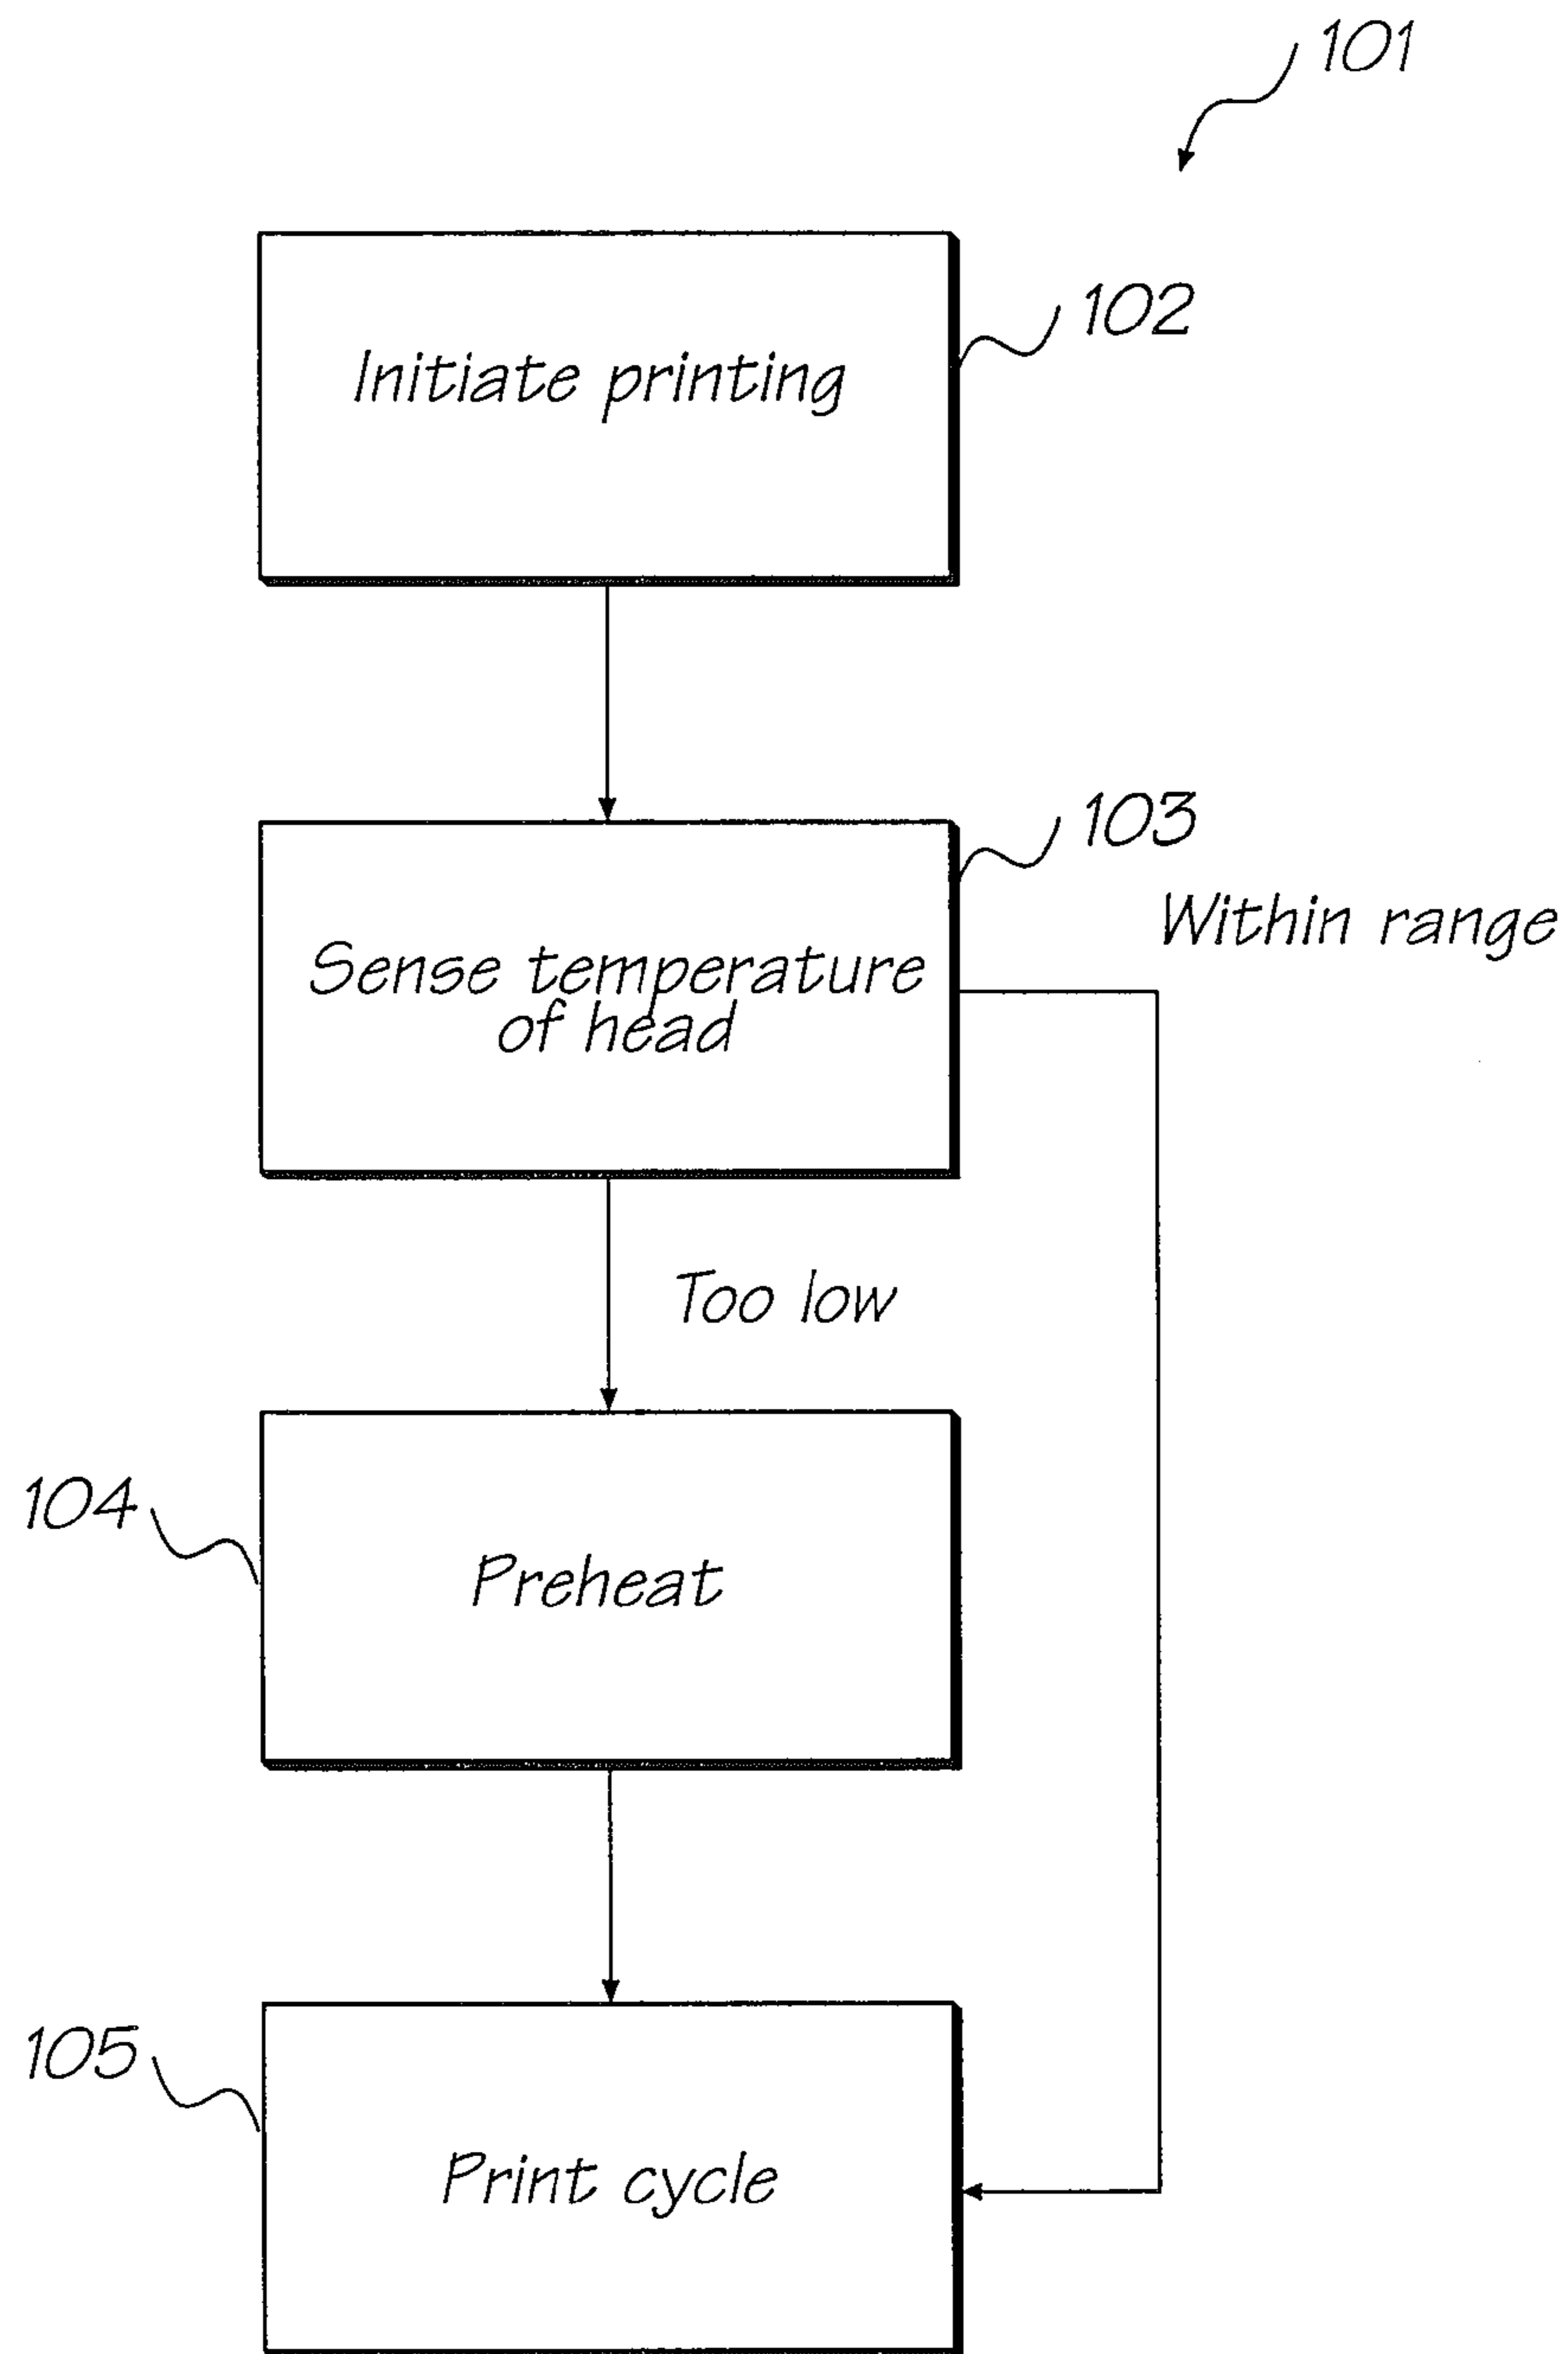 101
Initiate printing
102
103
Within range
Sense temperature
of head
Too low
104
Preheat
105
Print cycle